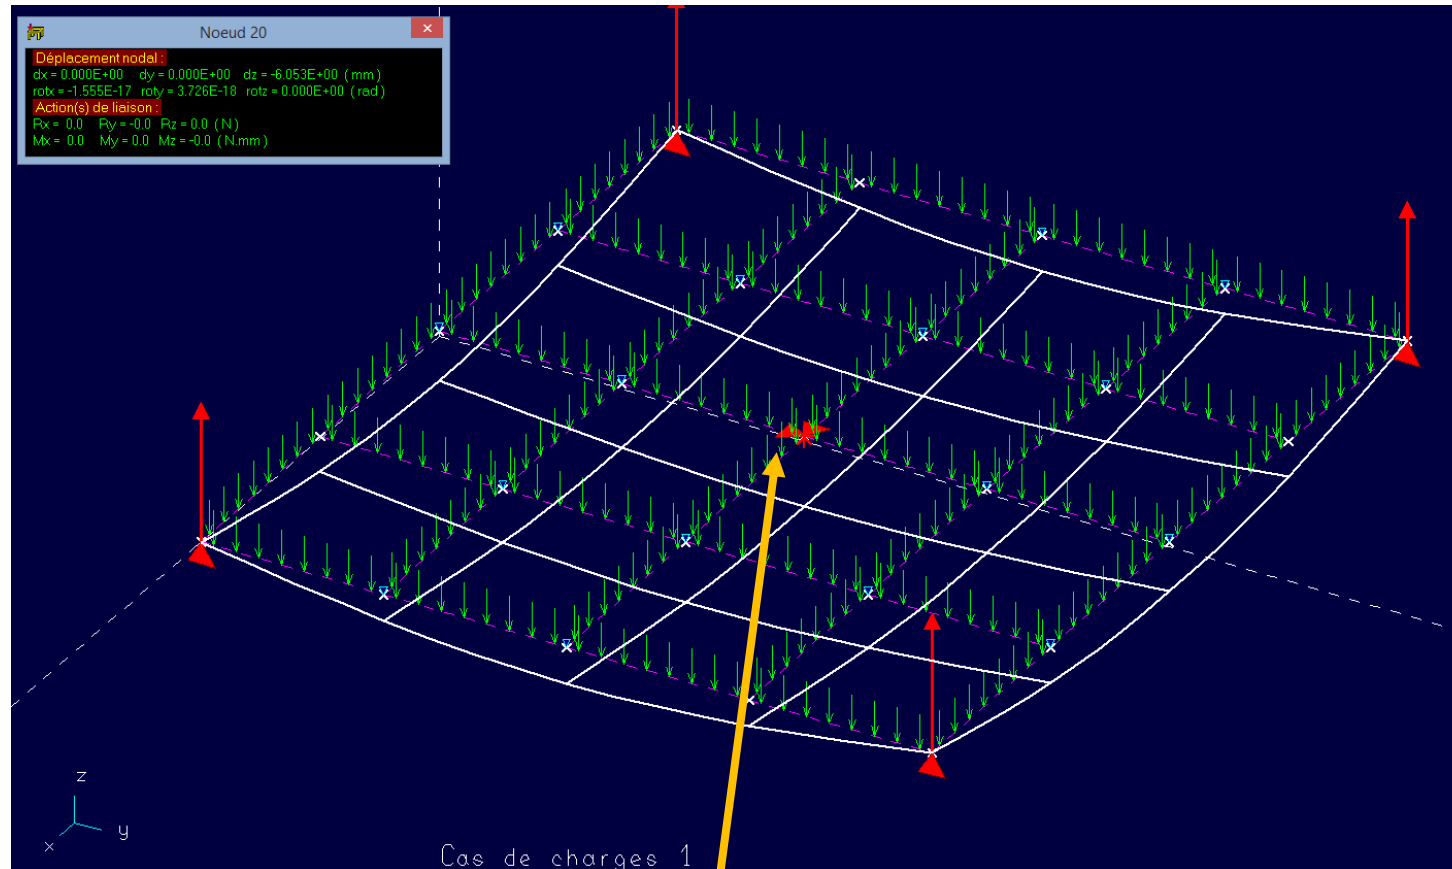 Noeud 20
Déplacement nodal :
dx = 0.000E+00 dy = 0.000E+00 dz = -6.053E+00 ( mm )
rotx = -1.555E-17 roty = 3.726E-18 rotz = 0.000E+00 ( rad )
Action(s) de liaison :
Rx = 0.0 Ry = -0.0 Rz = 0.0 ( N )
Mx = 0.0 My = 0.0 Mz = -0.0 ( N.mm )
z
y
x
Cas de charges 1